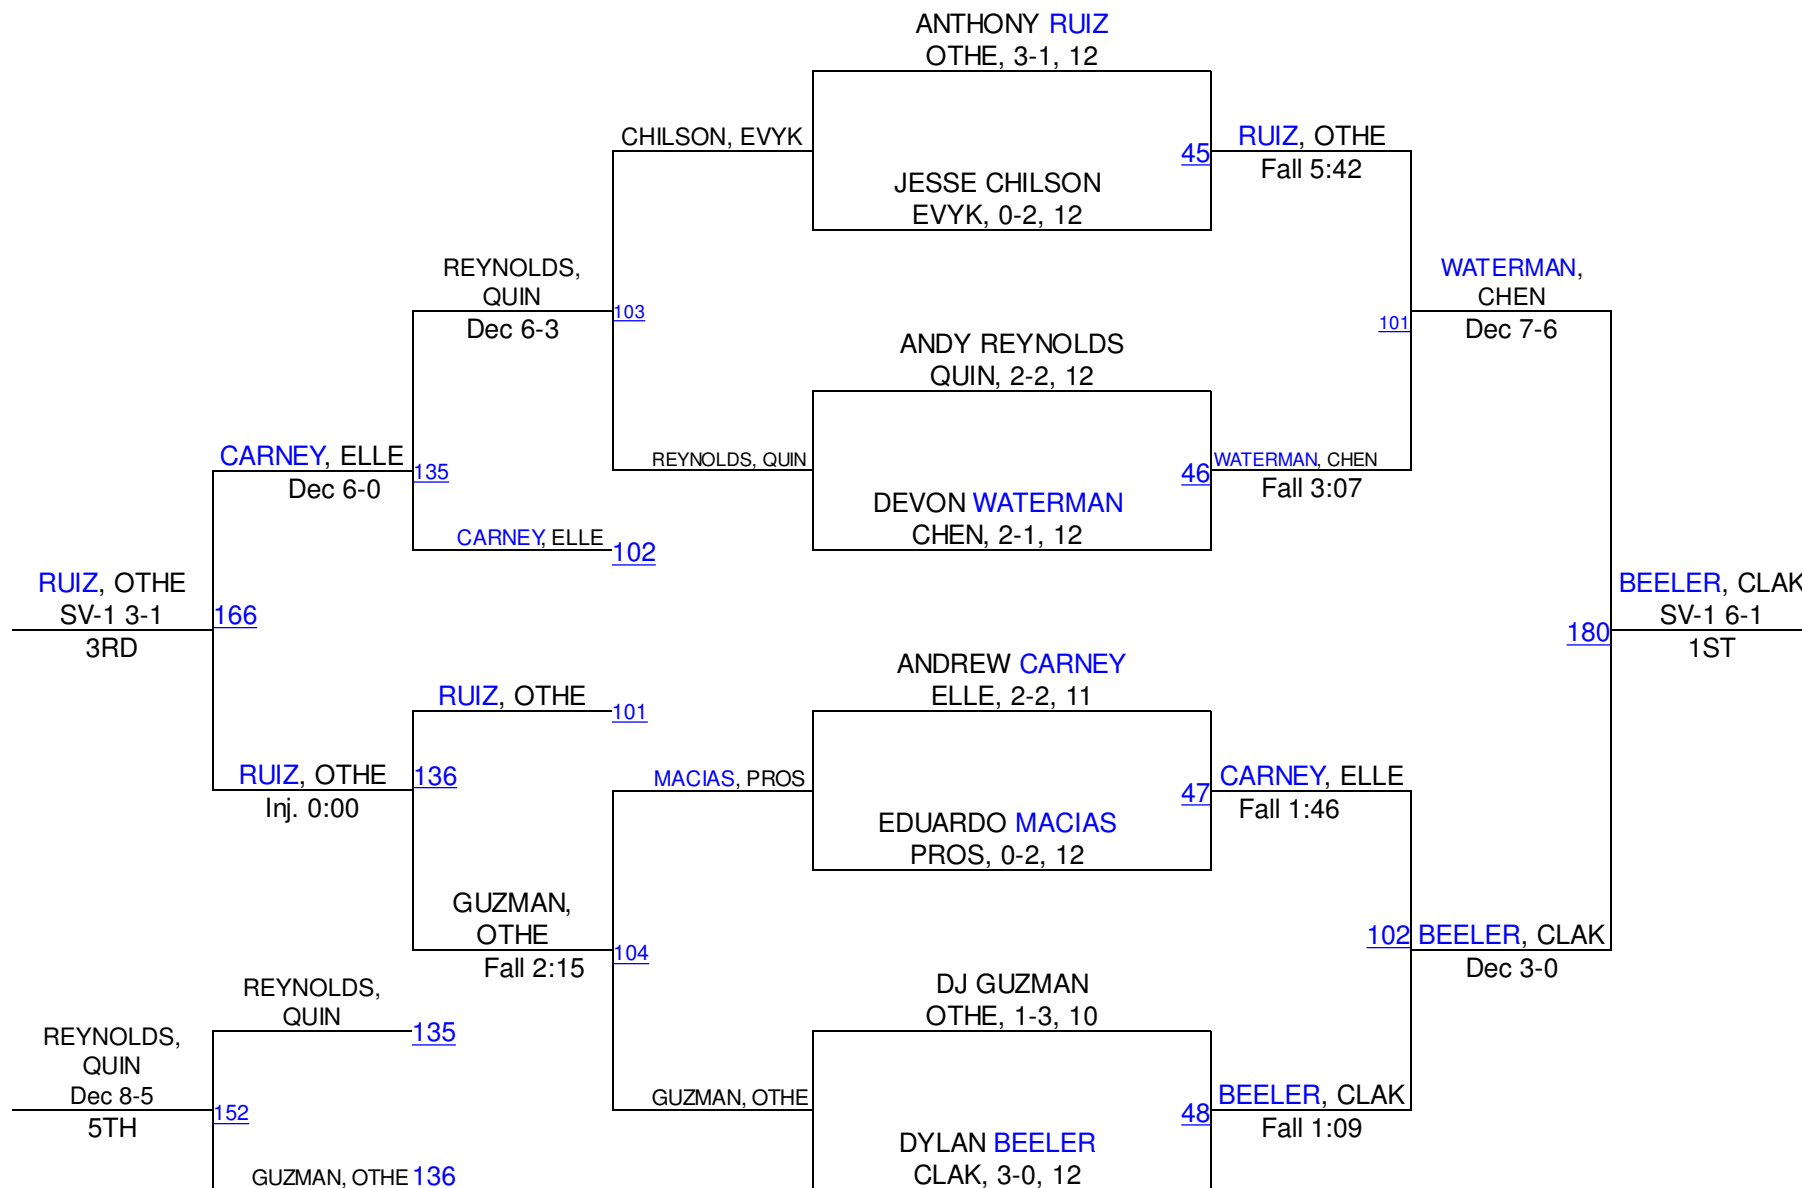 ANTHONY RUIZ
OTHE, 3-1, 12
CHILSON, EVYK
45
RUIZ, OTHE
Fall 5:42
JESSE CHILSON
EVYK, 0-2, 12
REYNOLDS,
QUIN
Dec 6-3
103
WATERMAN,
CHEN
Dec 7-6
101
ANDY REYNOLDS
QUIN, 2-2, 12
CARNEY, ELLE
Dec 6-0
135
REYNOLDS, QUIN
46
WATERMAN, CHEN
Fall 3:07
DEVON WATERMAN
CHEN, 2-1, 12
CARNEY, ELLE
102
RUIZ, OTHE
SV-1 3-1
3RD
166
BEELER, CLAK
SV-1 6-1
1ST
180
ANDREW CARNEY
ELLE, 2-2, 11
RUIZ, OTHE
101
RUIZ, OTHE
Inj. 0:00
136
MACIAS, PROS
47
CARNEY, ELLE
Fall 1:46
EDUARDO MACIAS
PROS, 0-2, 12
GUZMAN,
OTHE
Fall 2:15
104
102
BEELER, CLAK
Dec 3-0
DJ GUZMAN
OTHE, 1-3, 10
REYNOLDS,
QUIN
135
REYNOLDS,
QUIN
Dec 8-5
5TH
152
GUZMAN, OTHE
48
BEELER, CLAK
Fall 1:09
DYLAN BEELER
CLAK, 3-0, 12
GUZMAN, OTHE
136